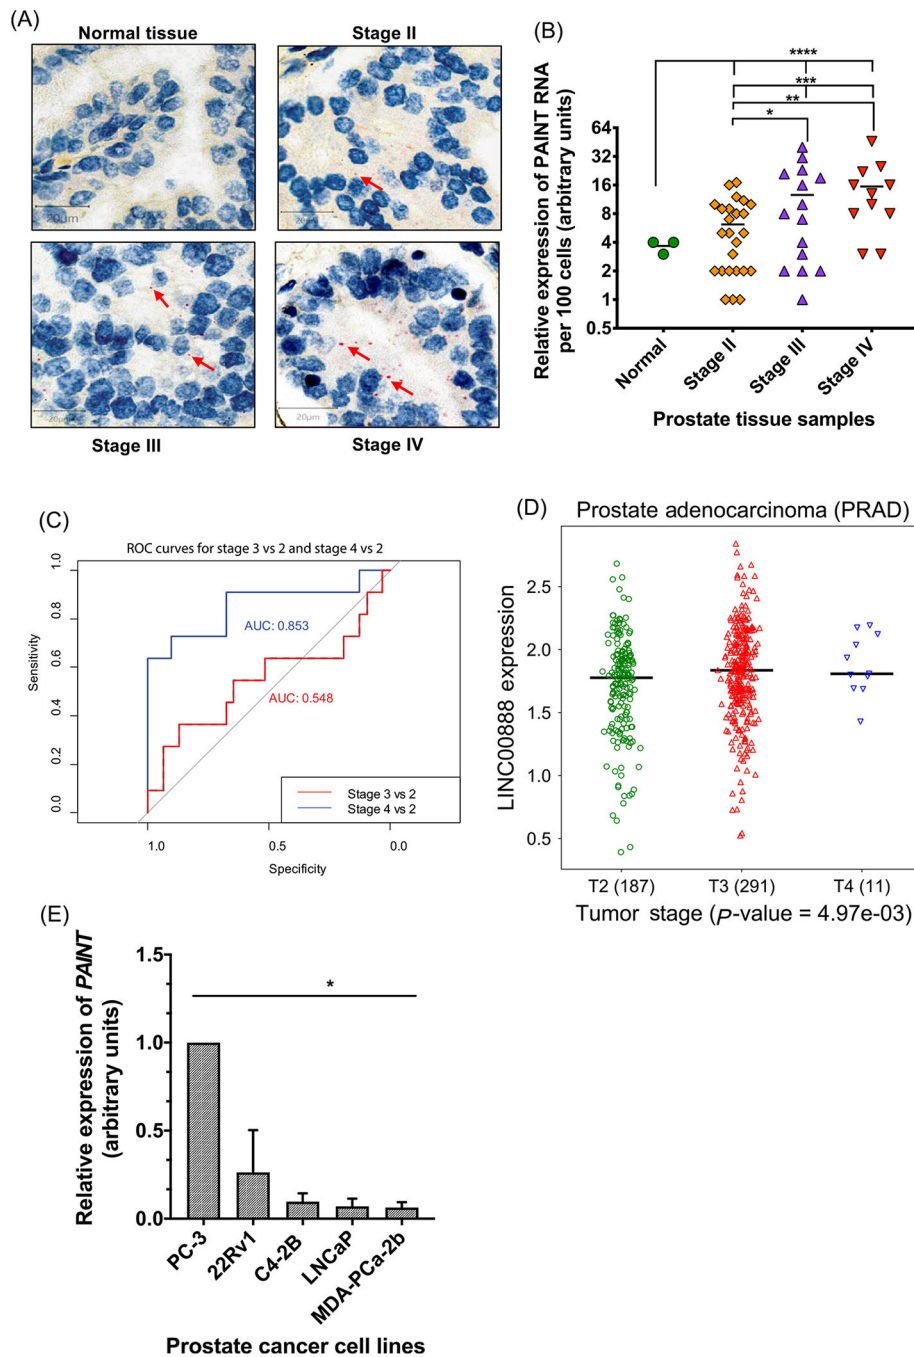 (A)
Normal tissue
Stage II
20μm
20μm
20μm
20μm
Stage III
Stage IV
(B)
Relative expression of PAINT RNA
per 100 cells (arbitrary units)
64
32
16
8
4
2
1
0.5
****
***
**
*
Normal
Stage II
Stage III
Stage IV
Prostate tissue samples
(C)
ROC curves for stage 3 vs 2 and stage 4 vs 2
Sensitivity
1.0
0.8
0.6
0.4
0.2
0.0
AUC: 0.853
AUC: 0.548
Stage 3 vs 2
Stage 4 vs 2
1.0
0.5
0.0
Specificity
(D)
Prostate adenocarcinoma (PRAD)
LINC00888 expression
2.5
2.0
1.5
1.0
0.5
T2 (187)
T3 (291)
T4 (11)
Tumor stage (P-value = 4.97e-03)
(E)
Relative expression of PAINT
(arbitrary units)
1.5
1.0
0.5
0.0
*
PC-3
22Rv1
C4-2B
LNCaP
MDA-PCa-2b
Prostate cancer cell lines